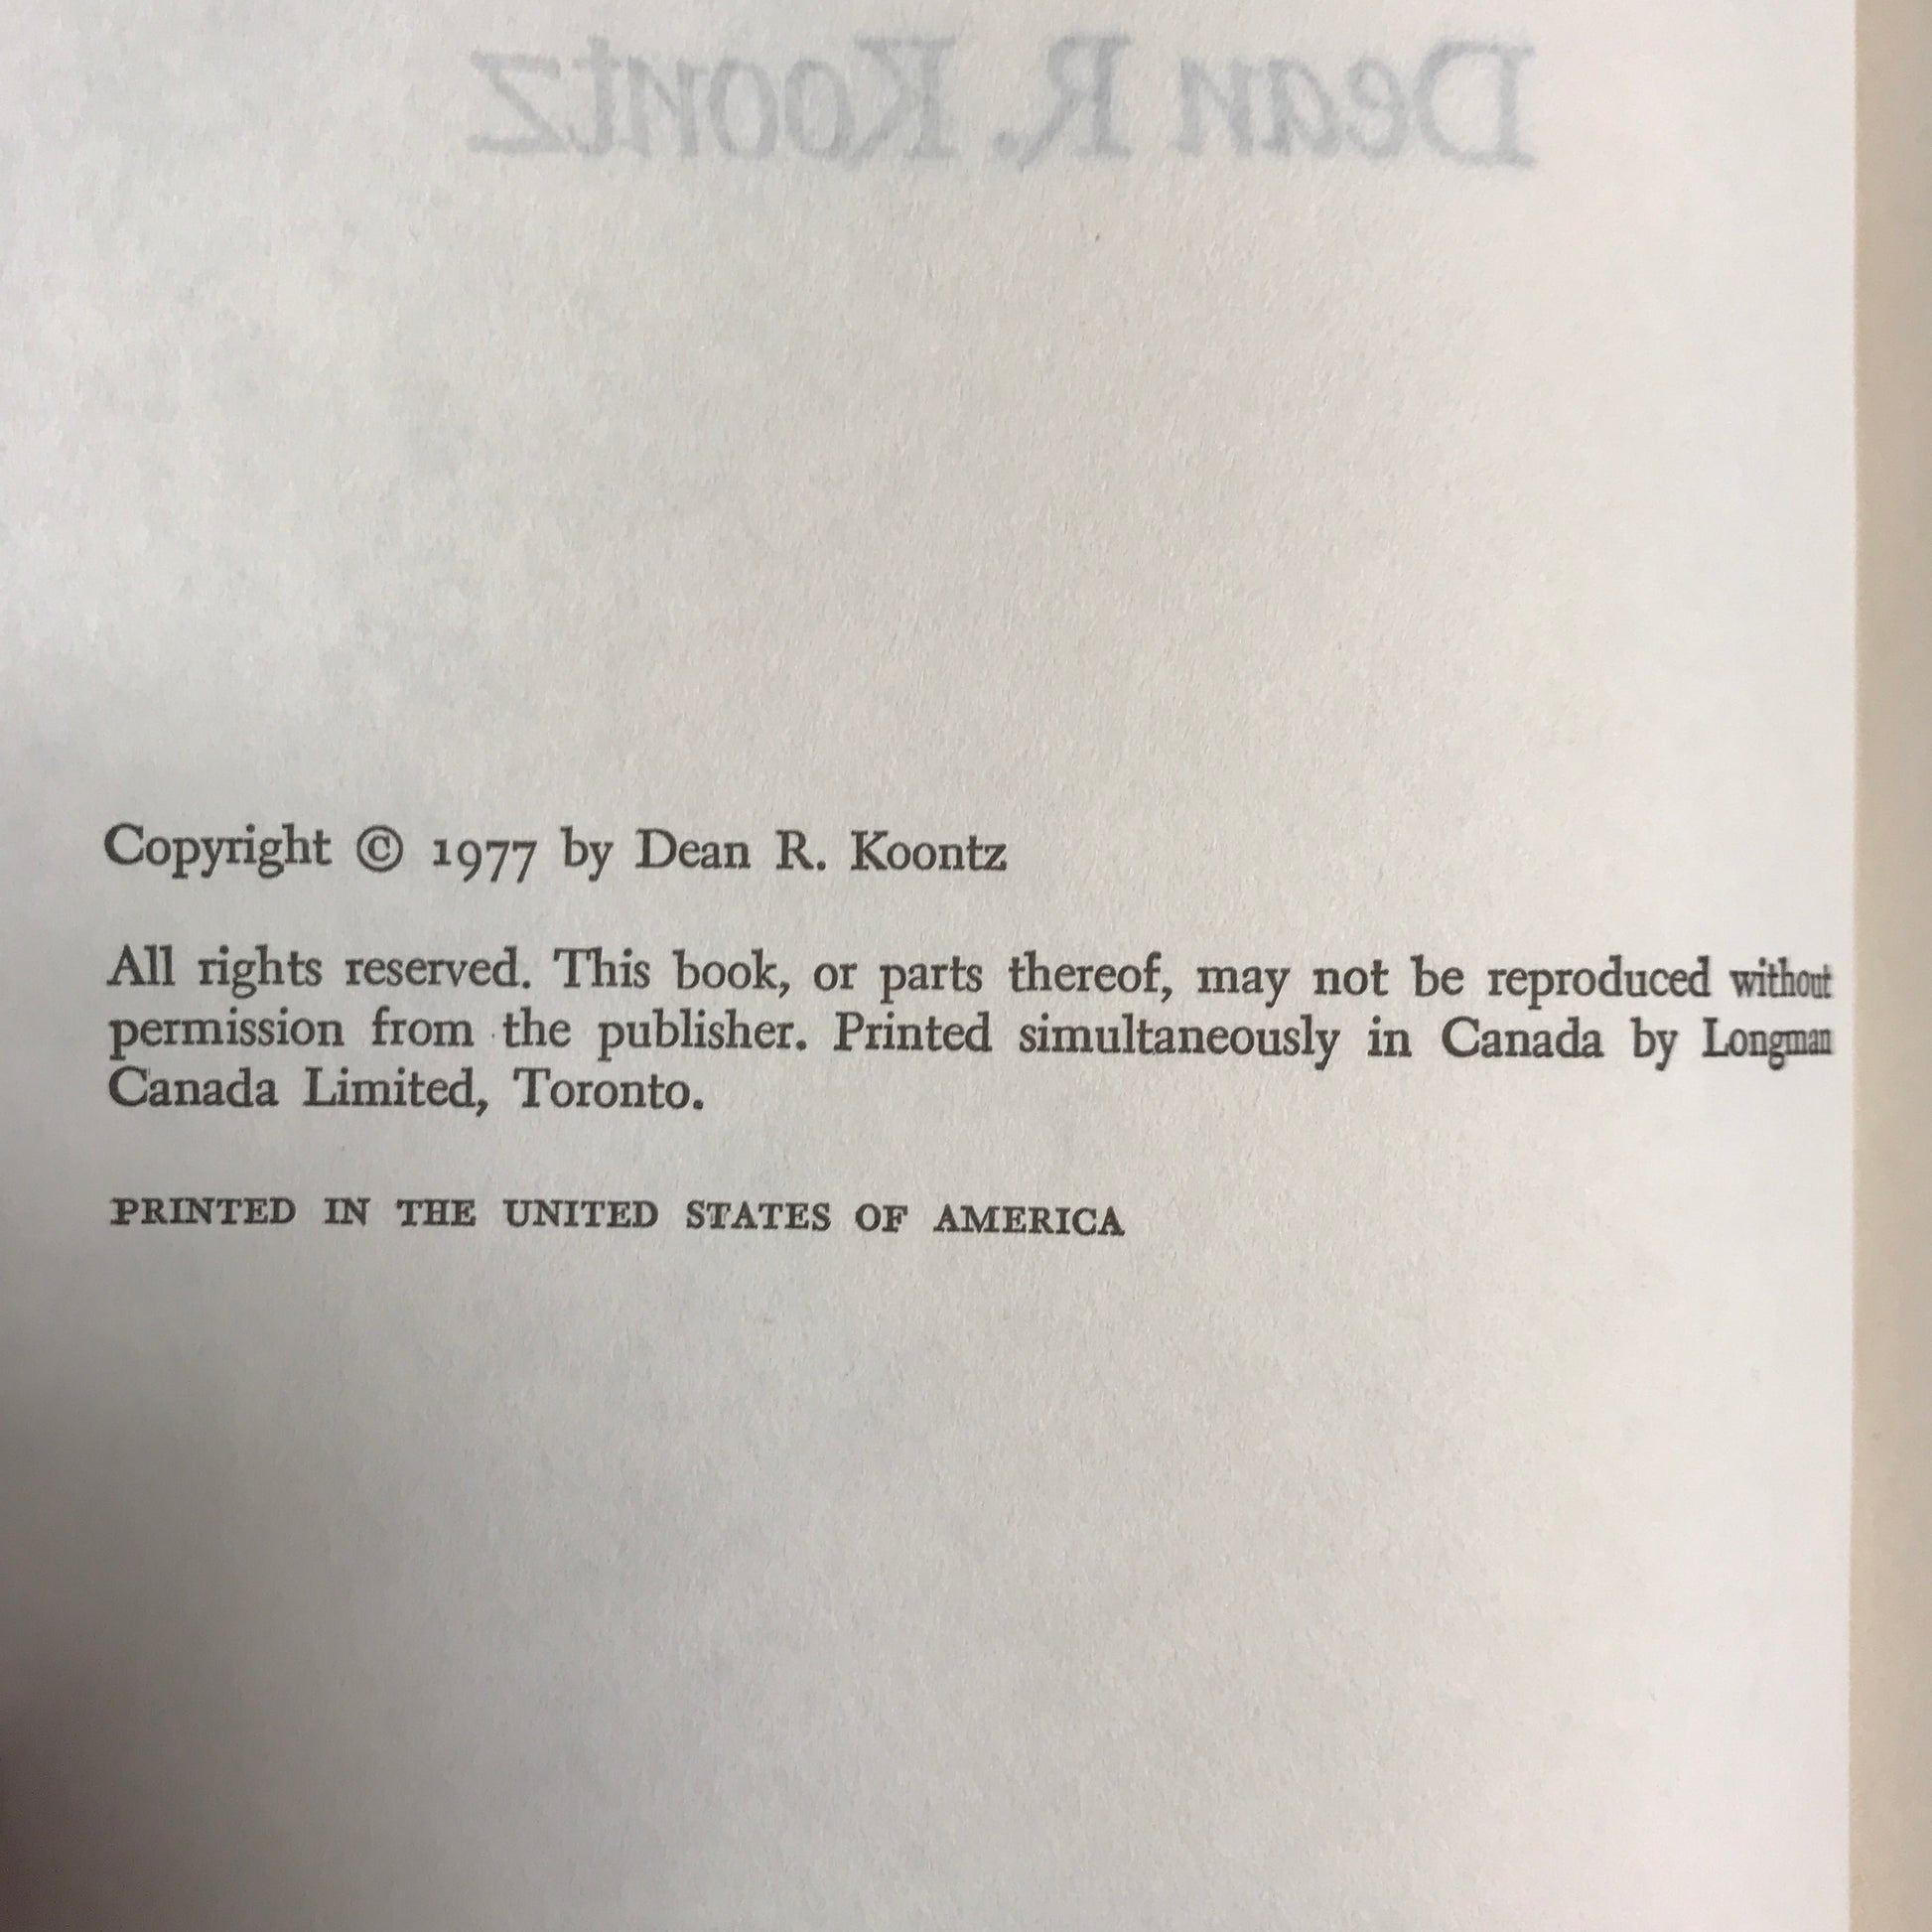 Dean R. Koontz
Copyright © 1977 by Dean R. Koontz
All rights reserved. This book, or parts thereof, may not be reproduced without
permission from the publisher. Printed simultaneously in Canada by Longman
Canada Limited, Toronto.
PRINTED IN THE UNITED STATES OF AMERICA